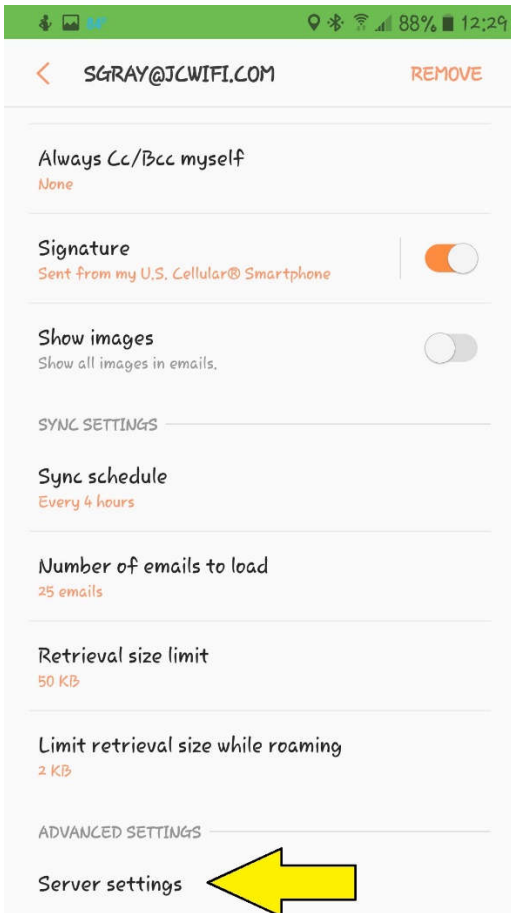 88% 12:29
SGRAY@JCWIFI.COM REMOVE
Always Cc/Bcc myself
None
Signature
Sent from my U.S. Cellular® Smartphone
Show images
Show all images in emails.
SYNC SETTINGS
Sync schedule
Every 4 hours
Number of emails to load
25 emails
Retrieval size limit
50 KB
Limit retrieval size while roaming
2 KB
ADVANCED SETTINGS
Server settings